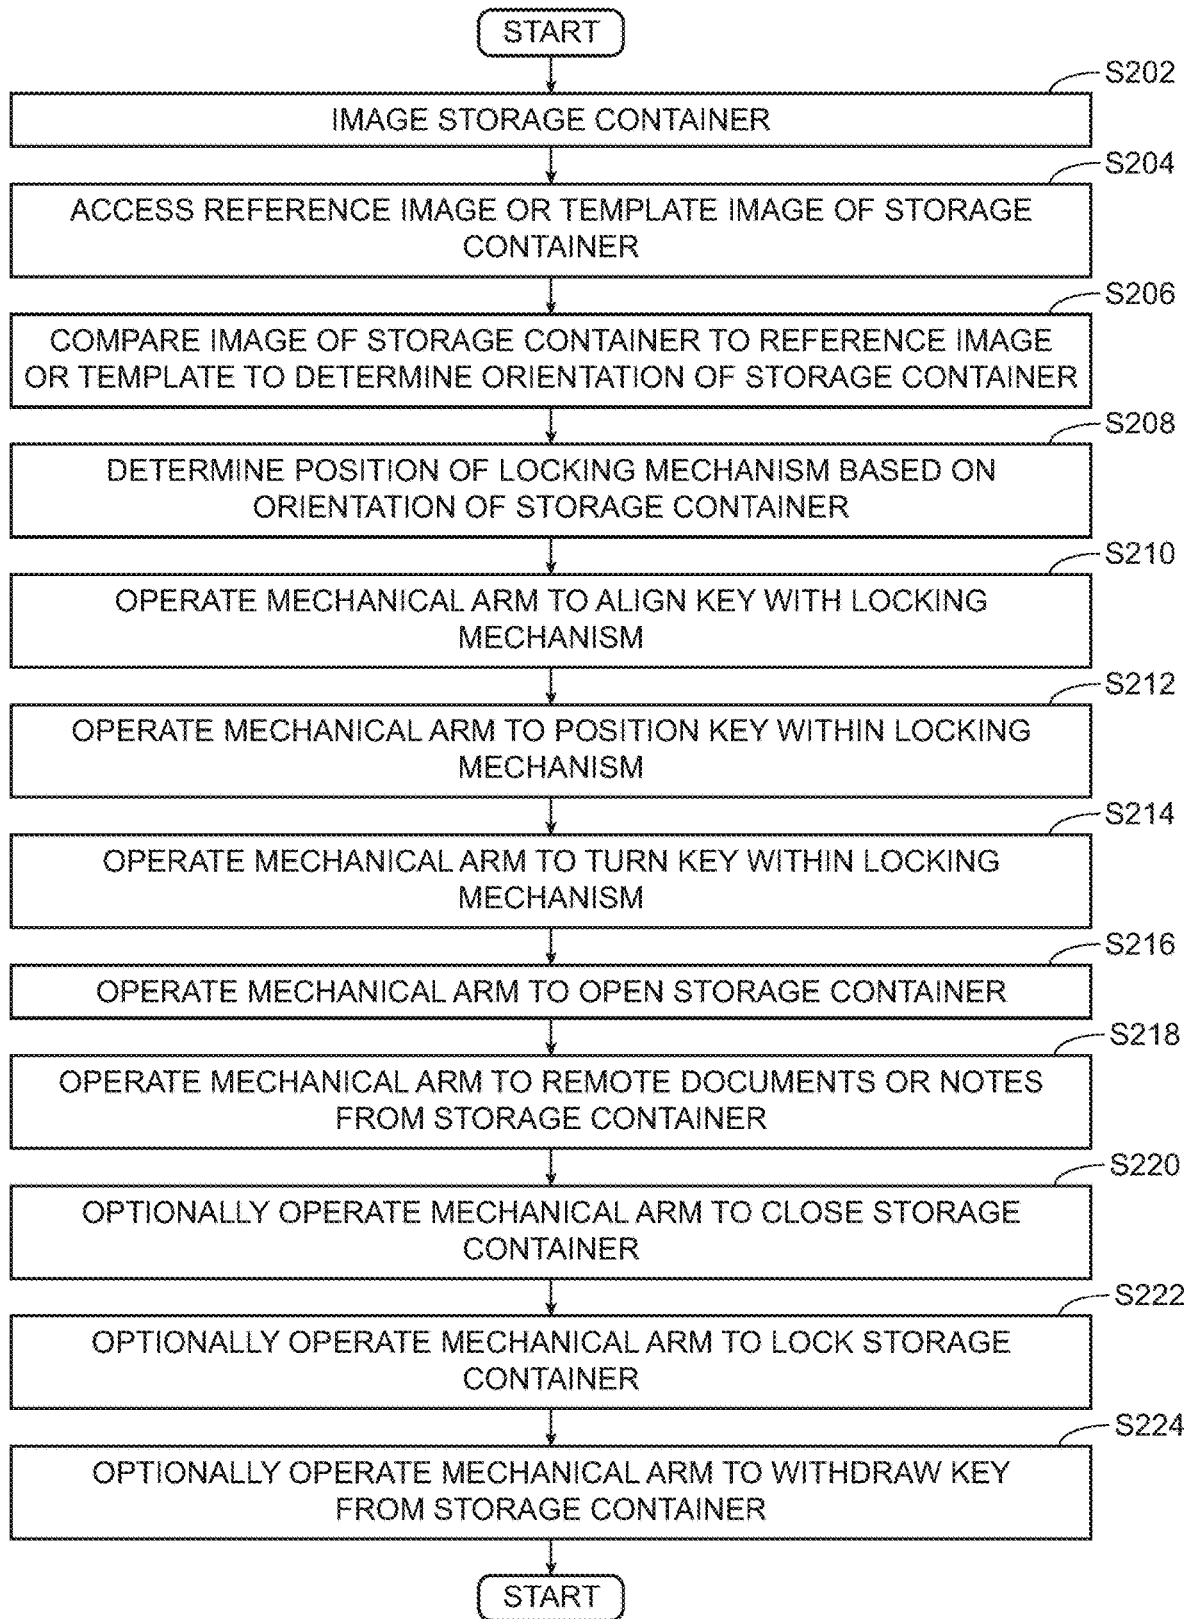 START
S202
IMAGE STORAGE CONTAINER
S204
ACCESS REFERENCE IMAGE OR TEMPLATE IMAGE OF STORAGE
CONTAINER
S206
COMPARE IMAGE OF STORAGE CONTAINER TO REFERENCE IMAGE
OR TEMPLATE TO DETERMINE ORIENTATION OF STORAGE CONTAINER
S208
DETERMINE POSITION OF LOCKING MECHANISM BASED ON
ORIENTATION OF STORAGE CONTAINER
S210
OPERATE MECHANICAL ARM TO ALIGN KEY WITH LOCKING
MECHANISM
S212
OPERATE MECHANICAL ARM TO POSITION KEY WITHIN LOCKING
MECHANISM
S214
OPERATE MECHANICAL ARM TO TURN KEY WITHIN LOCKING
MECHANISM
S216
OPERATE MECHANICAL ARM TO OPEN STORAGE CONTAINER
S218
OPERATE MECHANICAL ARM TO REMOTE DOCUMENTS OR NOTES
FROM STORAGE CONTAINER
S220
OPTIONALLY OPERATE MECHANICAL ARM TO CLOSE STORAGE
CONTAINER
S222
OPTIONALLY OPERATE MECHANICAL ARM TO LOCK STORAGE
CONTAINER
S224
OPTIONALLY OPERATE MECHANICAL ARM TO WITHDRAW KEY
FROM STORAGE CONTAINER
START